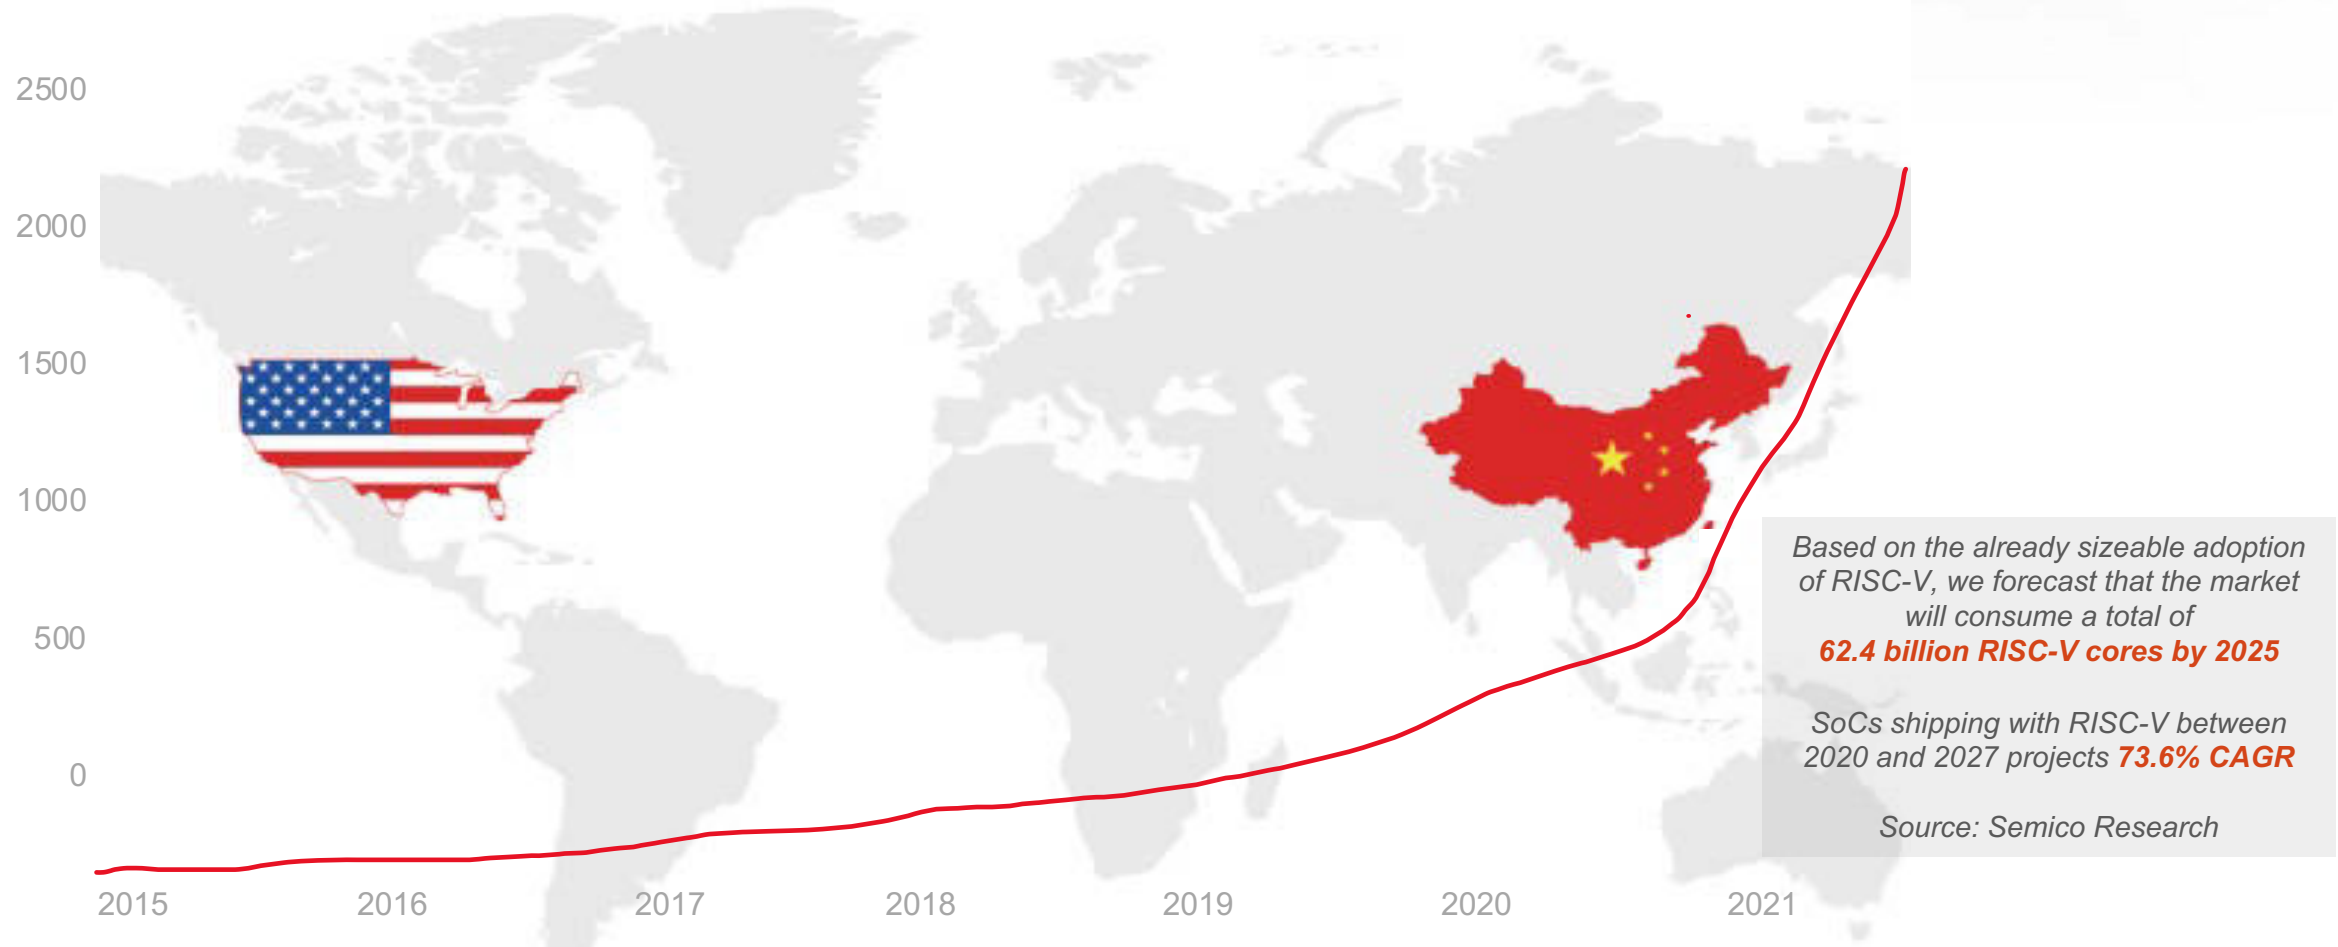 2500
2000
1500
1000
500
0
Based on the already sizeable adoption
of RISC-V, we forecast that the market
will consume a total of
62.4 billion RISC-V cores by 2025
SoCs shipping with RISC-V between
2020 and 2027 projects 73.6% CAGR
Source: Semico Research
2015 2016 2017 2018 2019 2020 2021